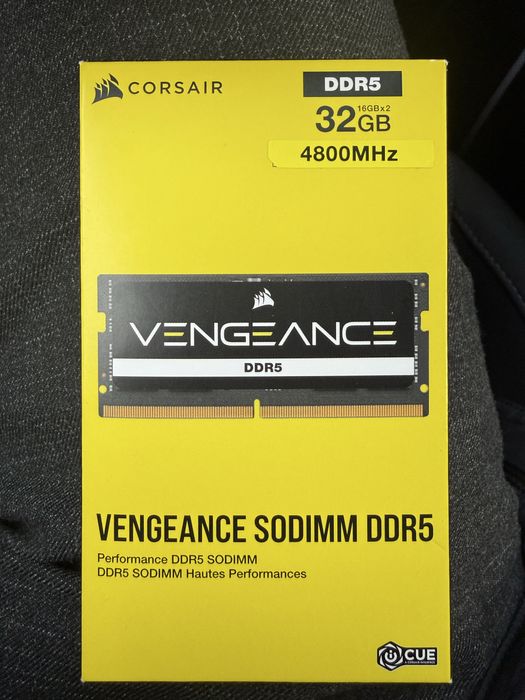 CORSAIR
DDR5
16GBx2
32GB
4800MHz
VENGEANCE
DDR5
VENGEANCE SODIMM DDR5
Performance DDR5 SODIMM
DDR5 SODIMM Hautes Performances
CUE